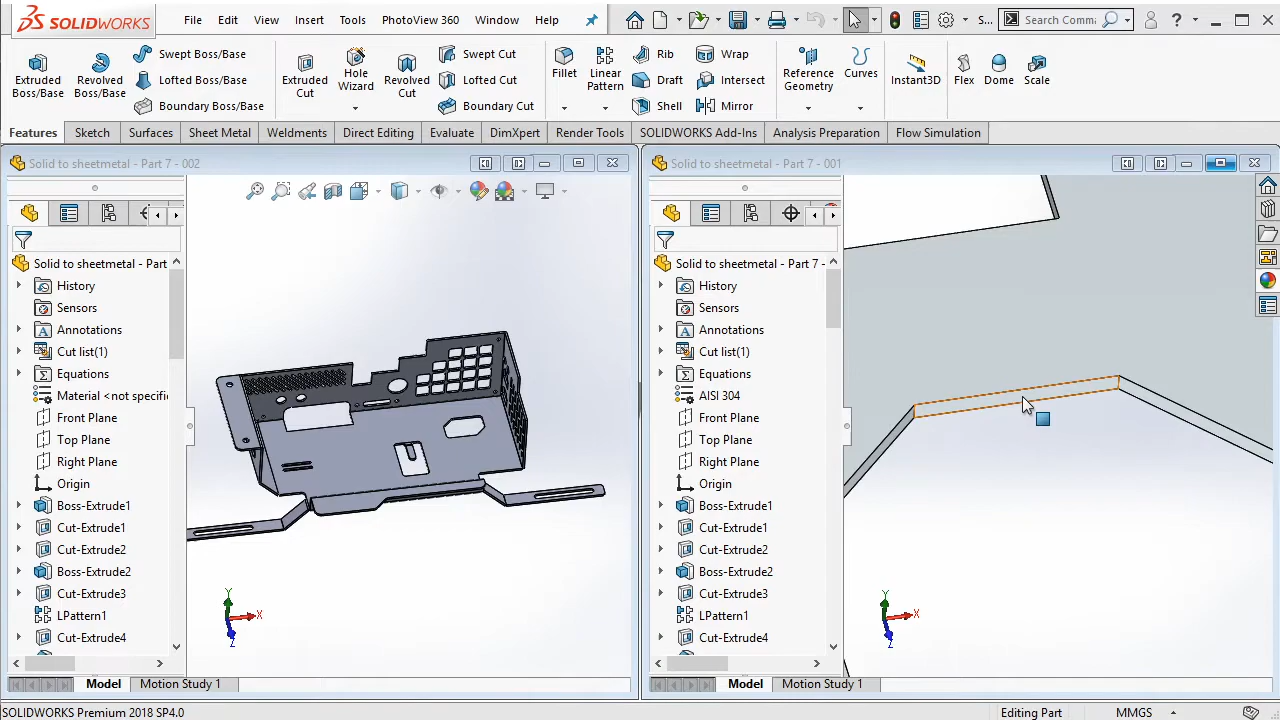 SOLIDWORKS File Edit View Insert Tools PhotoView 360 Window Help S... Search Comma
Extruded Boss/Base
Revolved Boss/Base
Swept Boss/Base
Lofted Boss/Base
Boundary Boss/Base
Extruded Cut
Hole Wizard
Revolved Cut
Swept Cut
Lofted Cut
Boundary Cut
Fillet
Linear Pattern
Rib
Draft
Shell
Wrap
Intersect
Mirror
Reference Geometry
Curves
Instant3D
Flex
Dome
Scale
Features Sketch Surfaces Sheet Metal Weldments Direct Editing Evaluate DimXpert Render Tools SOLIDWORKS Add-Ins Analysis Preparation Flow Simulation
Solid to sheetmetal - Part 7 - 002
Solid to sheetmetal - Part
History
Sensors
Annotations
Cut list(1)
Equations
Material <not specifi
Front Plane
Top Plane
Right Plane
Origin
Boss-Extrude1
Cut-Extrude1
Cut-Extrude2
Boss-Extrude2
Cut-Extrude3
LPattern1
Cut-Extrude4
Y
X
Z
Model Motion Study 1
Solid to sheetmetal - Part 7 - 001
Solid to sheetmetal - Part 7 -
History
Sensors
Annotations
Cut list(1)
Equations
AISI 304
Front Plane
Top Plane
Right Plane
Origin
Boss-Extrude1
Cut-Extrude1
Cut-Extrude2
Boss-Extrude2
Cut-Extrude3
LPattern1
Cut-Extrude4
Y
X
Z
Model Motion Study 1
SOLIDWORKS Premium 2018 SP4.0 Editing Part MMGS